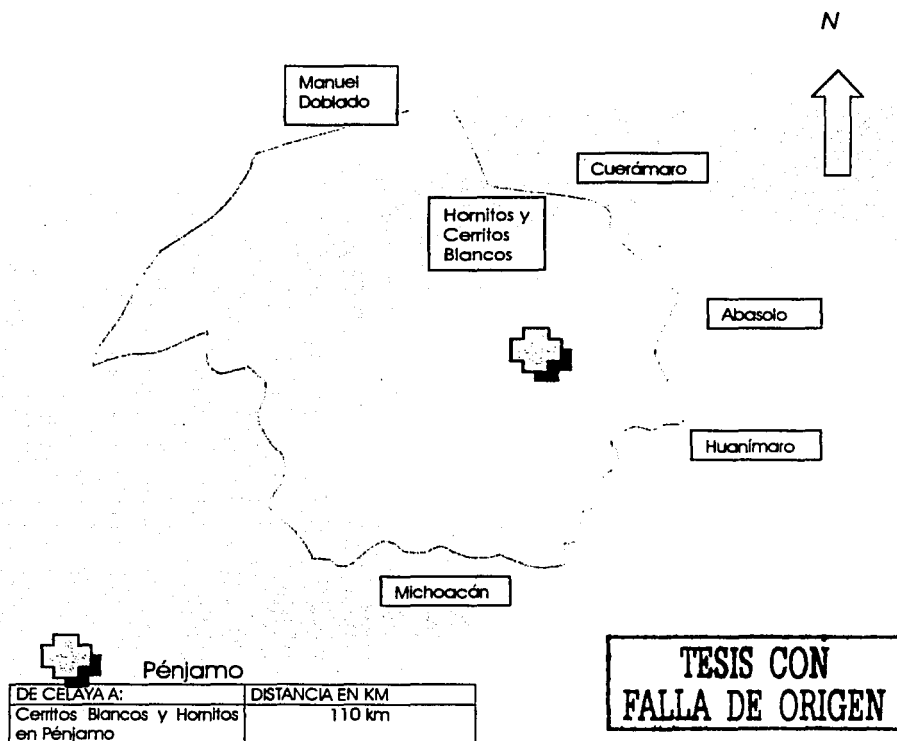 N
Manuel
Doblado
Cuerámaro
Hornitos y
Cerritos
Blancos
Abasolo
Huanímaro
Michoacán
Pénjamo
DE CELAYA A: DISTANCIA EN KM
Cerritos Blancos y Hornitos 110 km
en Pénjamo
TESIS CON
FALLA DE ORIGEN